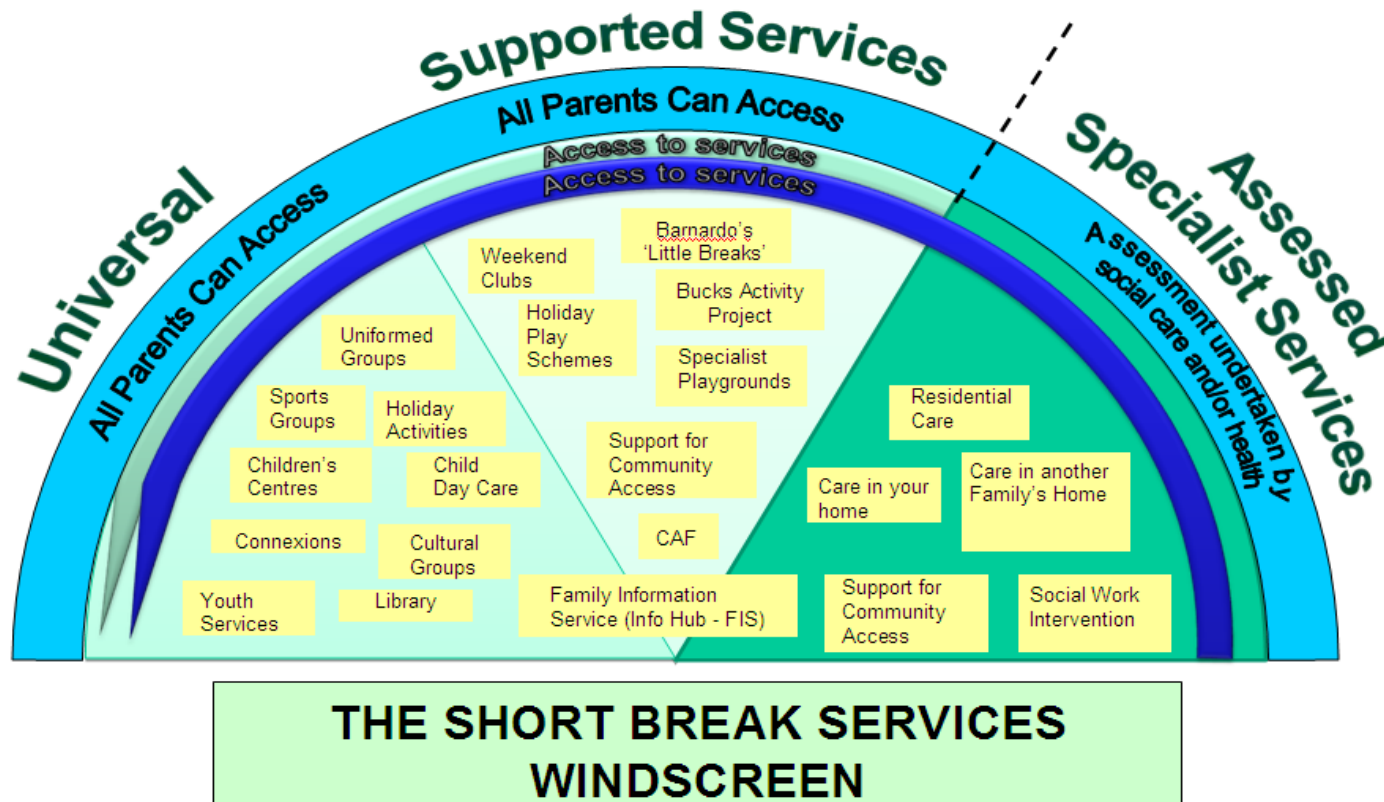 Supported Services
Universal
Assessed
Specialist Services
All Parents Can Access
All Parents Can Access
Assessment undertaken by
social care and/or health
Access to services
Access to services
Uniformed
Groups
Sports
Groups
Holiday
Activities
Children's
Centres
Child
Day Care
Connexions
Cultural
Groups
Youth
Services
Library
Weekend
Clubs
Barnardo's
'Little Breaks'
Holiday
Play
Schemes
Bucks Activity
Project
Specialist
Playgrounds
Support for
Community
Access
CAF
Family Information
Service (Info Hub - FIS)
Residential
Care
Care in your
home
Care in another
Family's Home
Support for
Community
Access
Social Work
Intervention
THE SHORT BREAK SERVICES
WINDSCREEN